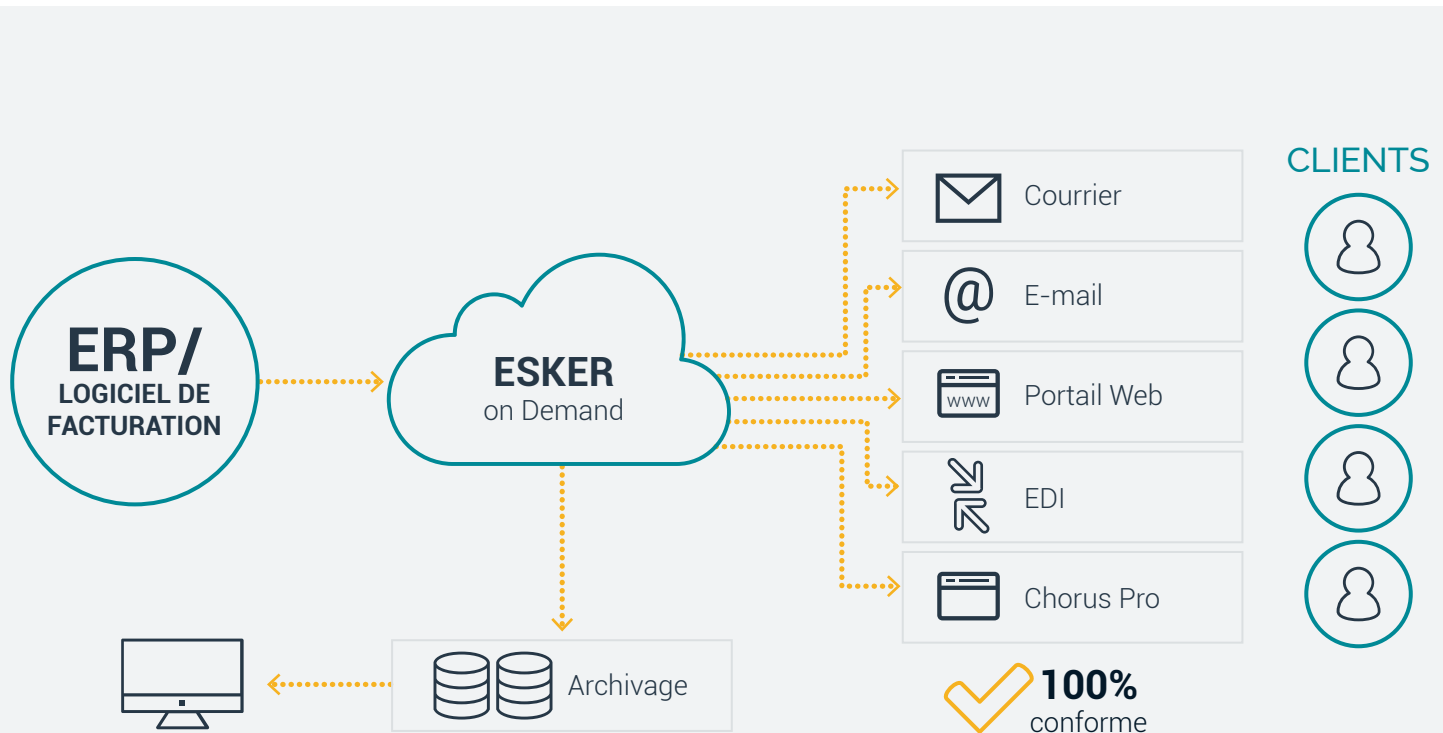 ERP/
LOGICIEL DE
FACTURATION
ESKER
on Demand
Archivage
Courrier
@
E-mail
www
Portail Web
EDI
Chorus Pro
100%
conforme
CLIENTS